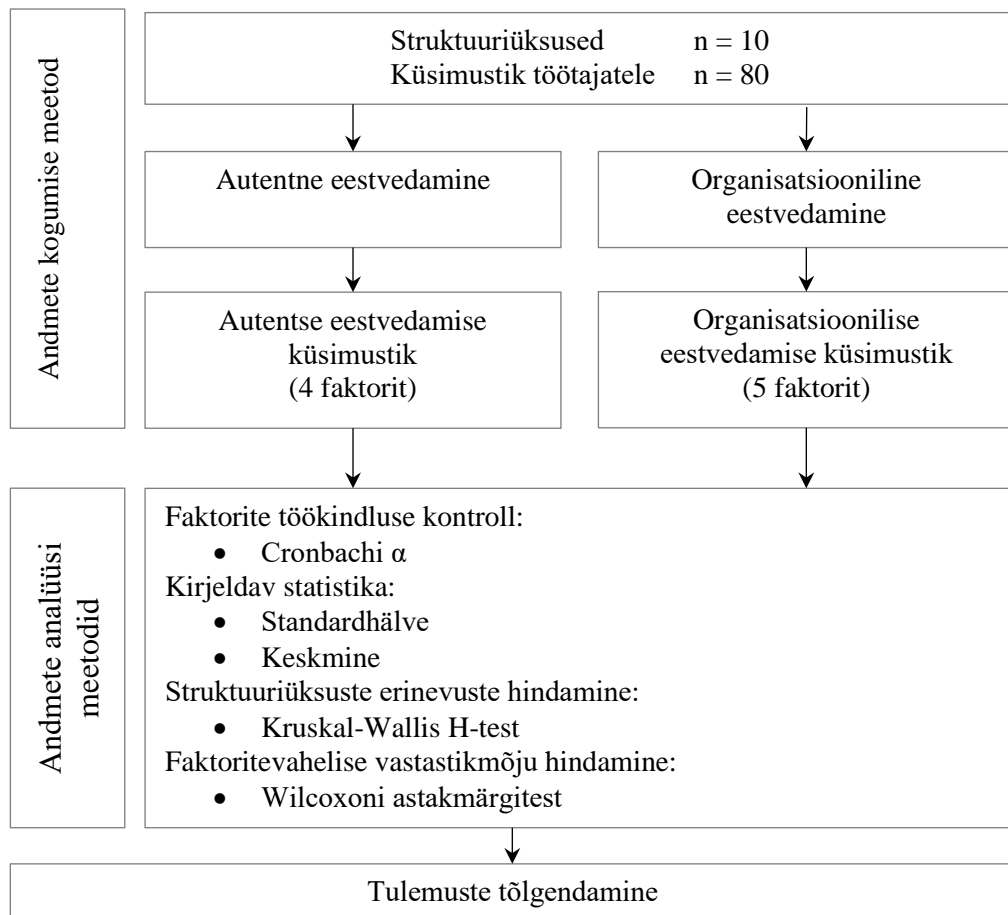 Andmete kogumise meetod
Struktuuriüksused n = 10
Küsimustik töötajatele n = 80
Autentne eestvedamine
Organisatsiooniline
eestvedamine
Autentse eestvedamise
küsimustik
(4 faktorit)
Organisatsioonilise
eestvedamise küsimustik
(5 faktorit)
Andmete analüüsi
meetodid
Faktorite töökindluse kontroll:
• Cronbachi α
Kirjeldav statistika:
• Standardhälve
• Keskmine
Struktuuriüksuste erinevuste hindamine:
• Kruskal-Wallis H-test
Faktoritevahelise vastastikmõju hindamine:
• Wilcoxoni astakmärgitest
Tulemuste tõlgendamine